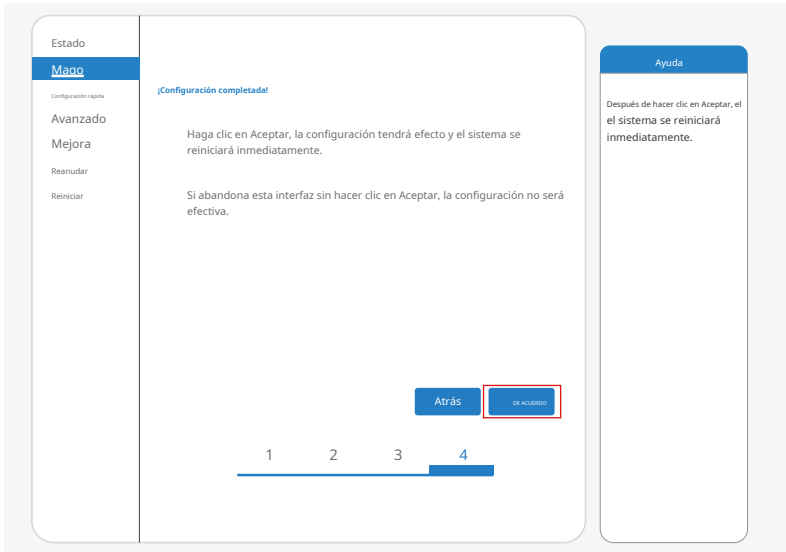 Estado
Mago
Configuración rápida
Avanzado
Mejora
Reanudar
Reiniciar
¡Configuración completada!
Haga clic en Aceptar, la configuración tendrá efecto y el sistema se
reiniciará inmediatamente.
Si abandona esta interfaz sin hacer clic en Aceptar, la configuración no será
efectiva.
Atrás
DE ACUERDO
1 2 3 4
Ayuda
Después de hacer clic en Aceptar, el
el sistema se reiniciará
inmediatamente.